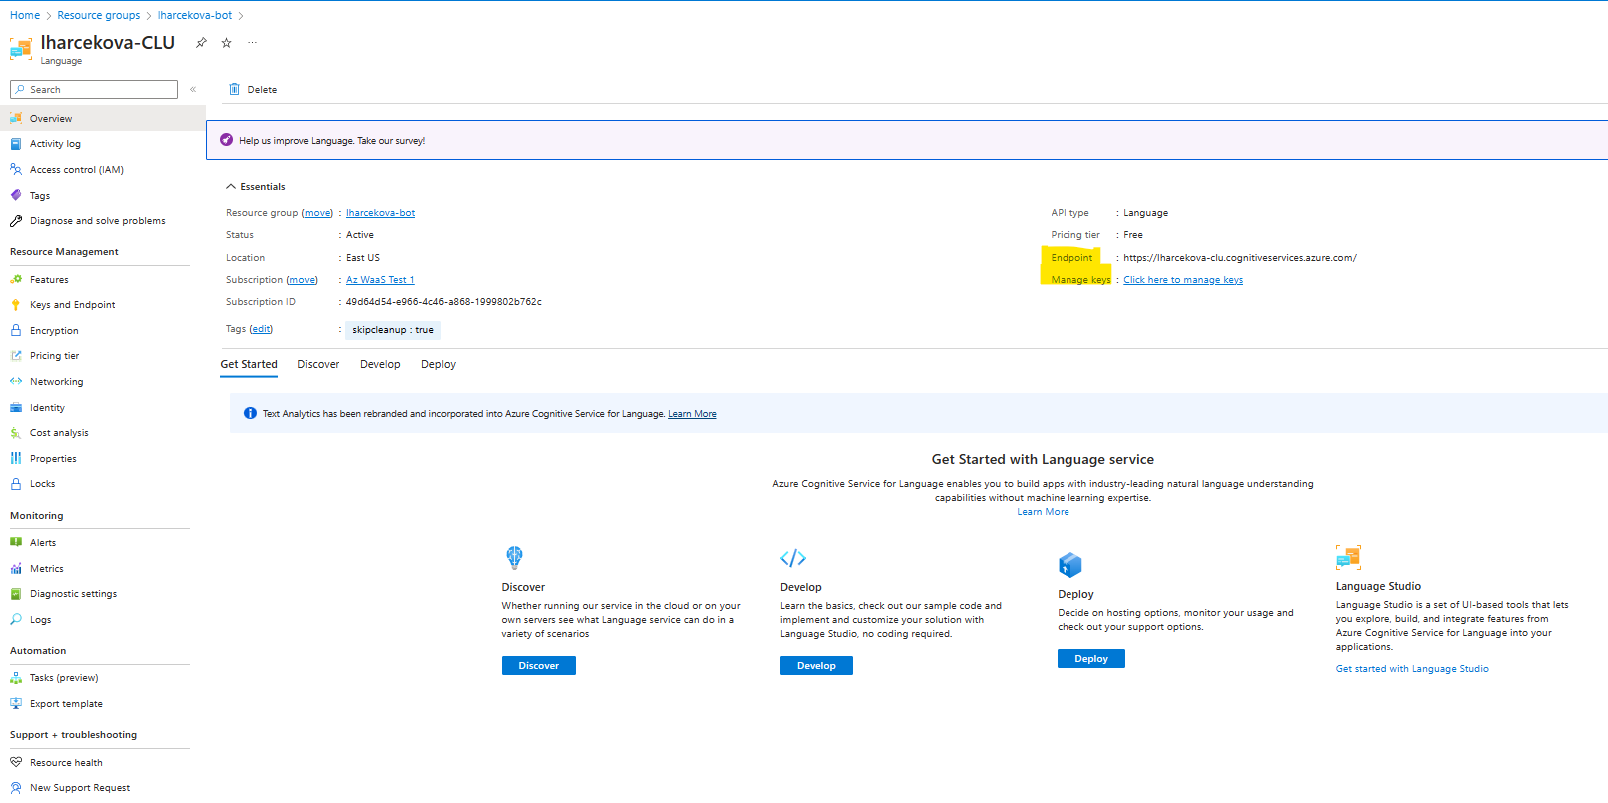 Home > Resource groups > lharcekova-bot >
lharcekova-CLU
Language
Search
Overview
Activity log
Access control (IAM)
Tags
Diagnose and solve problems
Resource Management
Features
Keys and Endpoint
Encryption
Pricing tier
Networking
Identity
Cost analysis
Properties
Locks
Monitoring
Alerts
Metrics
Diagnostic settings
Logs
Automation
Tasks (preview)
Export template
Support + troubleshooting
Resource health
New Support Request
Delete
Help us improve Language. Take our survey!
Essentials
Resource group (move) : lharcekova-bot
Status : Active
Location : East US
Subscription (move) : Az WaaS Test 1
Subscription ID : 49d64d54-e966-4c46-a868-1999802b762c
Tags (edit) : skipcleanup : true
API type : Language
Pricing tier : Free
Endpoint : https://lharcekova-clu.cognitiveservices.azure.com/
Manage keys : Click here to manage keys
Get Started Discover Develop Deploy
Text Analytics has been rebranded and incorporated into Azure Cognitive Service for Language. Learn More
Get Started with Language service
Azure Cognitive Service for Language enables you to build apps with industry-leading natural language understanding
capabilities without machine learning expertise.
Learn More
Discover
Whether running our service in the cloud or on your
own servers see what Language service can do in a
variety of scenarios
Discover
Develop
Learn the basics, check out our sample code and
implement and customize your solution with
Language Studio, no coding required.
Develop
Deploy
Decide on hosting options, monitor your usage and
check out your support options.
Deploy
Language Studio
Language Studio is a set of UI-based tools that lets
you explore, build, and integrate features from
Azure Cognitive Service for Language into your
applications.
Get started with Language Studio